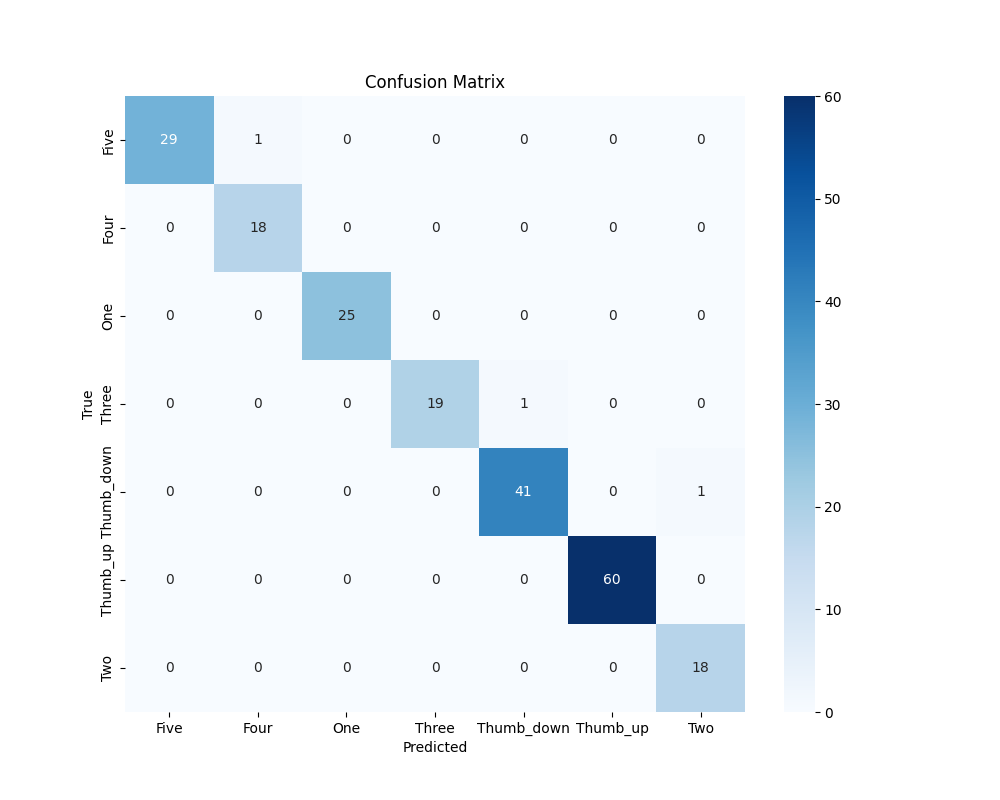 Confusion Matrix
Five 29 1 0 0 0 0 0
Four 0 18 0 0 0 0 0
One 0 0 25 0 0 0 0
Three 0 0 0 19 1 0 0
Thumb_down 0 0 0 0 41 0 1
Thumb_up 0 0 0 0 0 60 0
Two 0 0 0 0 0 0 18
True
Five Four One Three Thumb_down Thumb_up Two
Predicted
60
50
40
30
20
10
0